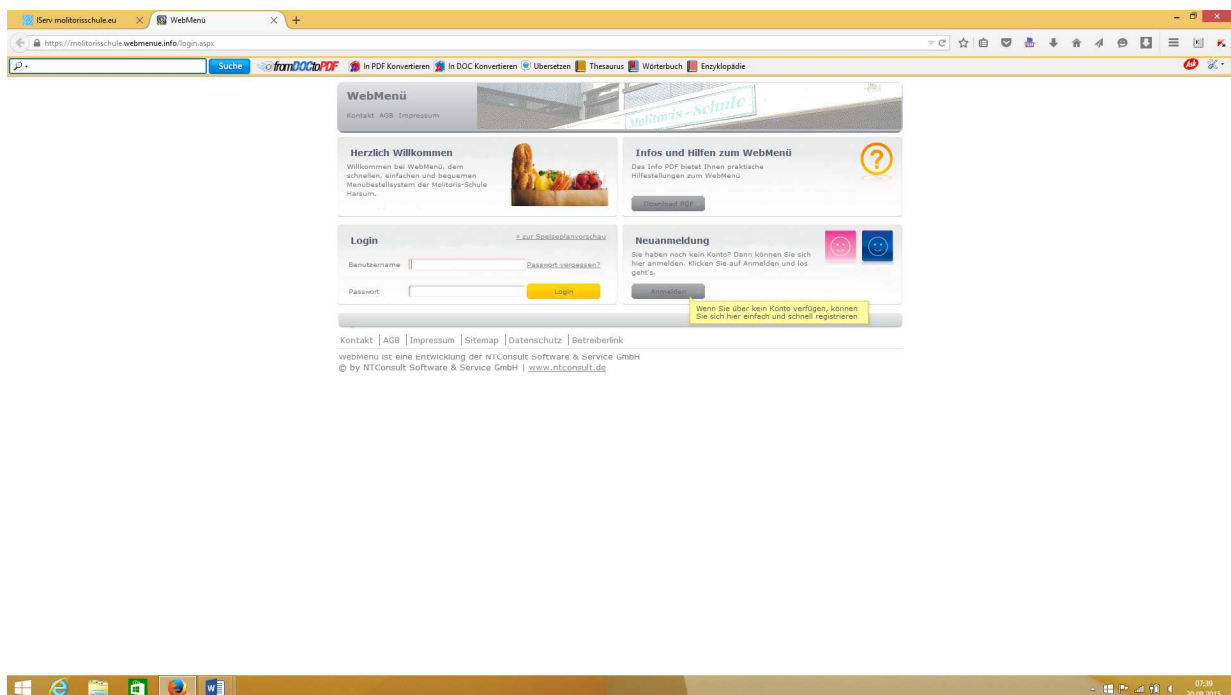 IServ molitorisschule.eu
WebMenü
https://molitorisschule.webmenue.info/login.aspx
Suche
fromDOCtoPDF
In PDF Konvertieren
In DOC Konvertieren
Übersetzen
Thesaurus
Wörterbuch
Enzyklopädie
Ask
WebMenü
Kontakt AGB Impressum
Molitoris-Schule
Herzlich Willkommen
Willkommen bei WebMenü, dem
schnellen, einfachen und bequemen
Menübestellsystem der Molitoris-Schule
Harsum.
Infos und Hilfen zum WebMenü
Das Info PDF bietet Ihnen praktische
Hilfestellungen zum WebMenü
Download PDF
Login
» zur Speiseplanvorschau
Benutzername
Passwort vergessen?
Passwort
Login
Neuanmeldung
Sie haben noch kein Konto? Dann können Sie sich
hier anmelden. Klicken Sie auf Anmelden und los
geht's.
Anmelden
Wenn Sie über kein Konto verfügen, können
Sie sich hier einfach und schnell registrieren
Kontakt | AGB | Impressum | Sitemap | Datenschutz | Betreiberlink
WebMenü ist eine Entwicklung der NTConsult Software & Service GmbH
© by NTConsult Software & Service GmbH | www.ntconsult.de
07:39
20.08.2015